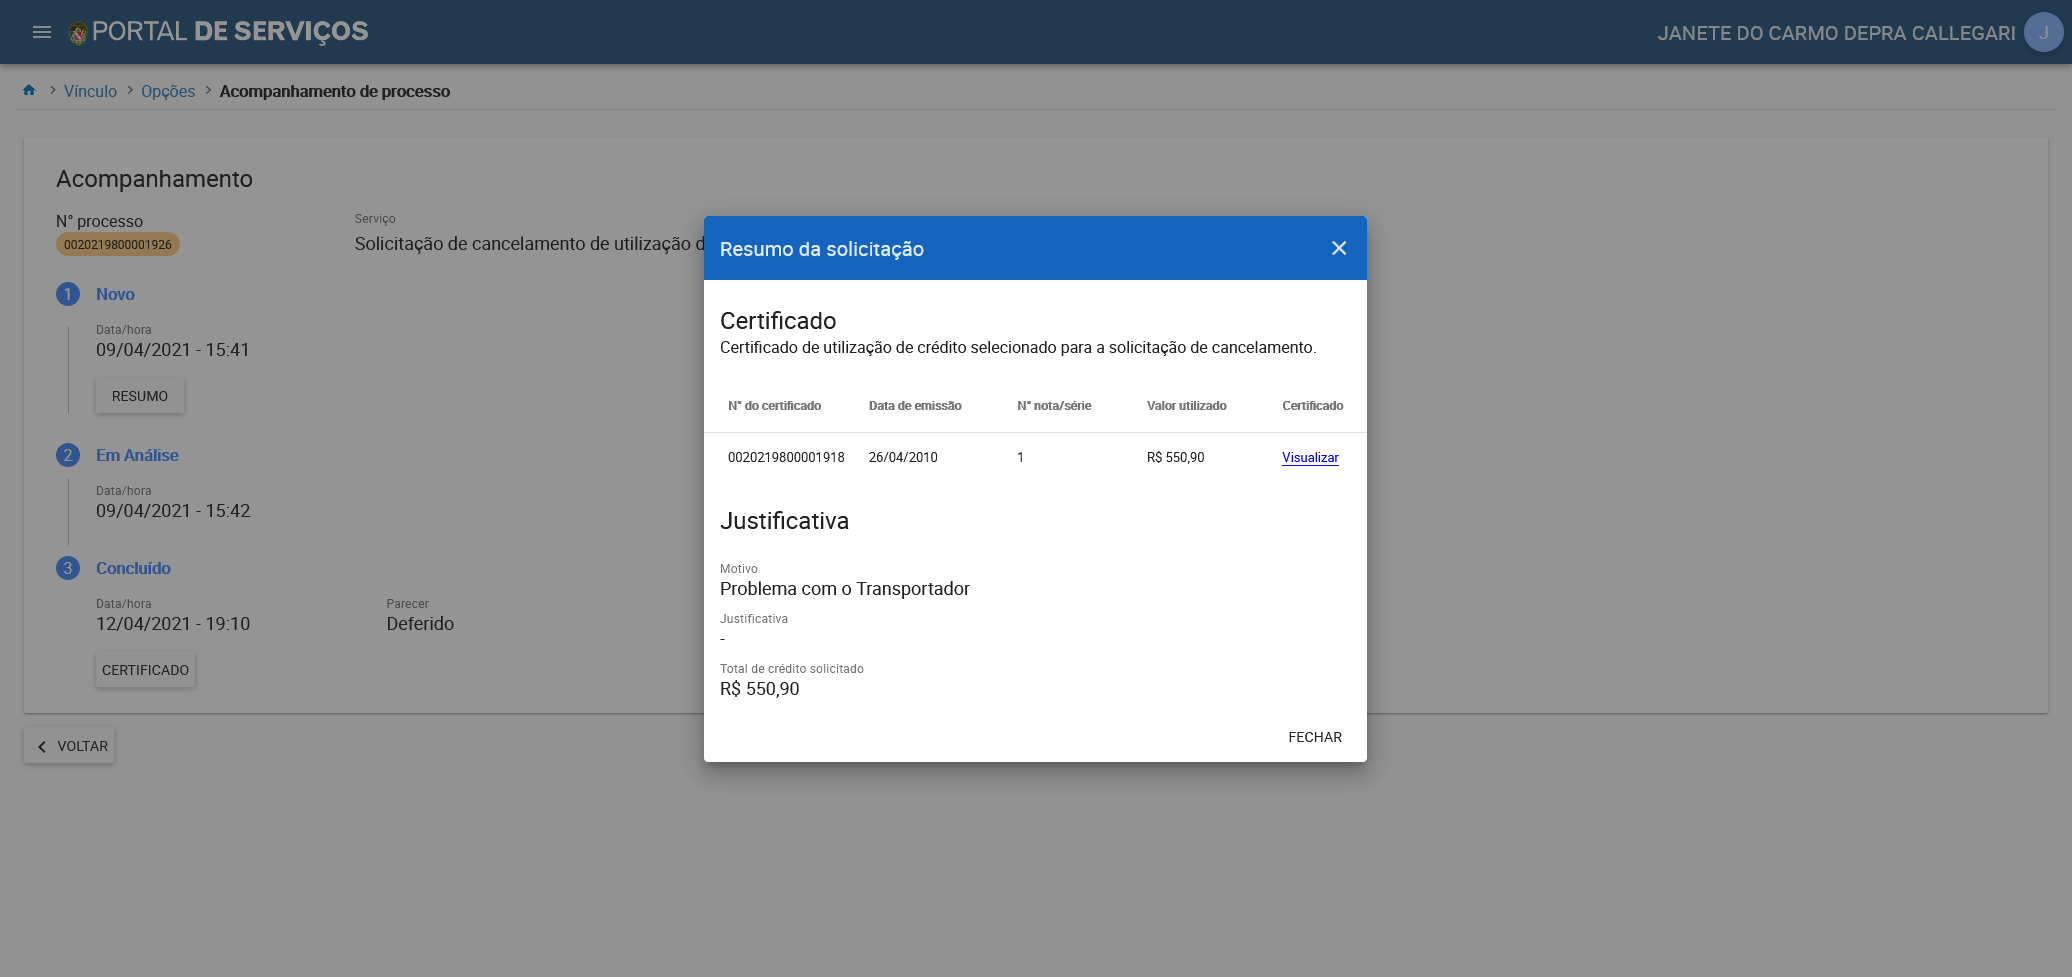 PORTAL DE SERVIÇOS
JANETE DO CARMO DEPRA CALLEGARI J
Vínculo Opções Acompanhamento de processo
Acompanhamento
N° processo
0020219800001926
Serviço
Solicitação de cancelamento de utilização d
1 Novo
Data/hora
09/04/2021 - 15:41
RESUMO
2 Em Análise
Data/hora
09/04/2021 - 15:42
3 Concluído
Data/hora
12/04/2021 - 19:10
Parecer
Deferido
CERTIFICADO
VOLTAR
Resumo da solicitação
Certificado
Certificado de utilização de crédito selecionado para a solicitação de cancelamento.
N° do certificado Data de emissão N° nota/série Valor utilizado Certificado
0020219800001918 26/04/2010 1 R$ 550,90 Visualizar
Justificativa
Motivo
Problema com o Transportador
Justificativa
-
Total de crédito solicitado
R$ 550,90
FECHAR